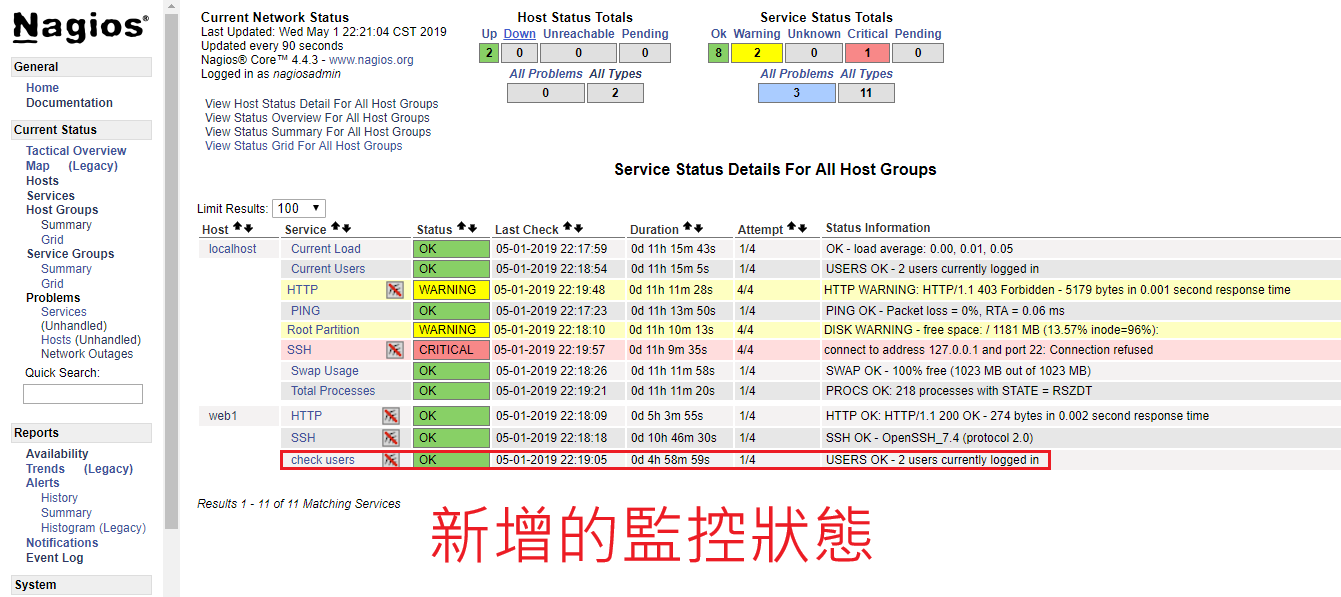 Nagios®
General
Home
Documentation
Current Status
Tactical Overview
Map (Legacy)
Hosts
Services
Host Groups
Summary
Grid
Service Groups
Summary
Grid
Problems
Services
(Unhandled)
Hosts (Unhandled)
Network Outages
Quick Search:
Reports
Availability
Trends (Legacy)
Alerts
History
Summary
Histogram (Legacy)
Notifications
Event Log
System
Current Network Status
Last Updated: Wed May 1 22:21:04 CST 2019
Updated every 90 seconds
Nagios® Core™ 4.4.3 - www.nagios.org
Logged in as nagiosadmin
View Host Status Detail For All Host Groups
View Status Overview For All Host Groups
View Status Summary For All Host Groups
View Status Grid For All Host Groups
Host Status Totals
Up Down Unreachable Pending
2 0 0 0
All Problems All Types
0 2
Service Status Totals
Ok Warning Unknown Critical Pending
8 2 0 1 0
All Problems All Types
3 11
Service Status Details For All Host Groups
Limit Results: 100
Host Service Status Last Check Duration Attempt Status Information
localhost Current Load OK 05-01-2019 22:17:59 0d 11h 15m 43s 1/4 OK - load average: 0.00, 0.01, 0.05
Current Users OK 05-01-2019 22:18:54 0d 11h 15m 5s 1/4 USERS OK - 2 users currently logged in
HTTP WARNING 05-01-2019 22:19:48 0d 11h 11m 28s 4/4 HTTP WARNING: HTTP/1.1 403 Forbidden - 5179 bytes in 0.001 second response time
PING OK 05-01-2019 22:17:23 0d 11h 13m 50s 1/4 PING OK - Packet loss = 0%, RTA = 0.06 ms
Root Partition WARNING 05-01-2019 22:18:10 0d 11h 10m 13s 4/4 DISK WARNING - free space: / 1181 MB (13.57% inode=96%):
SSH CRITICAL 05-01-2019 22:19:57 0d 11h 9m 35s 4/4 connect to address 127.0.0.1 and port 22: Connection refused
Swap Usage OK 05-01-2019 22:18:26 0d 11h 11m 58s 1/4 SWAP OK - 100% free (1023 MB out of 1023 MB)
Total Processes OK 05-01-2019 22:19:21 0d 11h 11m 20s 1/4 PROCS OK: 218 processes with STATE = RSZDT
web1 HTTP OK 05-01-2019 22:18:09 0d 5h 3m 55s 1/4 HTTP OK: HTTP/1.1 200 OK - 274 bytes in 0.002 second response time
SSH OK 05-01-2019 22:18:18 0d 10h 46m 30s 1/4 SSH OK - OpenSSH_7.4 (protocol 2.0)
check users OK 05-01-2019 22:19:05 0d 4h 58m 59s 1/4 USERS OK - 2 users currently logged in
Results 1 - 11 of 11 Matching Services
新增的監控狀態